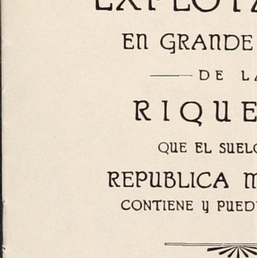 EXPLOTA
EN GRANDE
DE LA
RIQUE
QUE EL SUELO
REPUBLICA M
CONTIENE y PUED